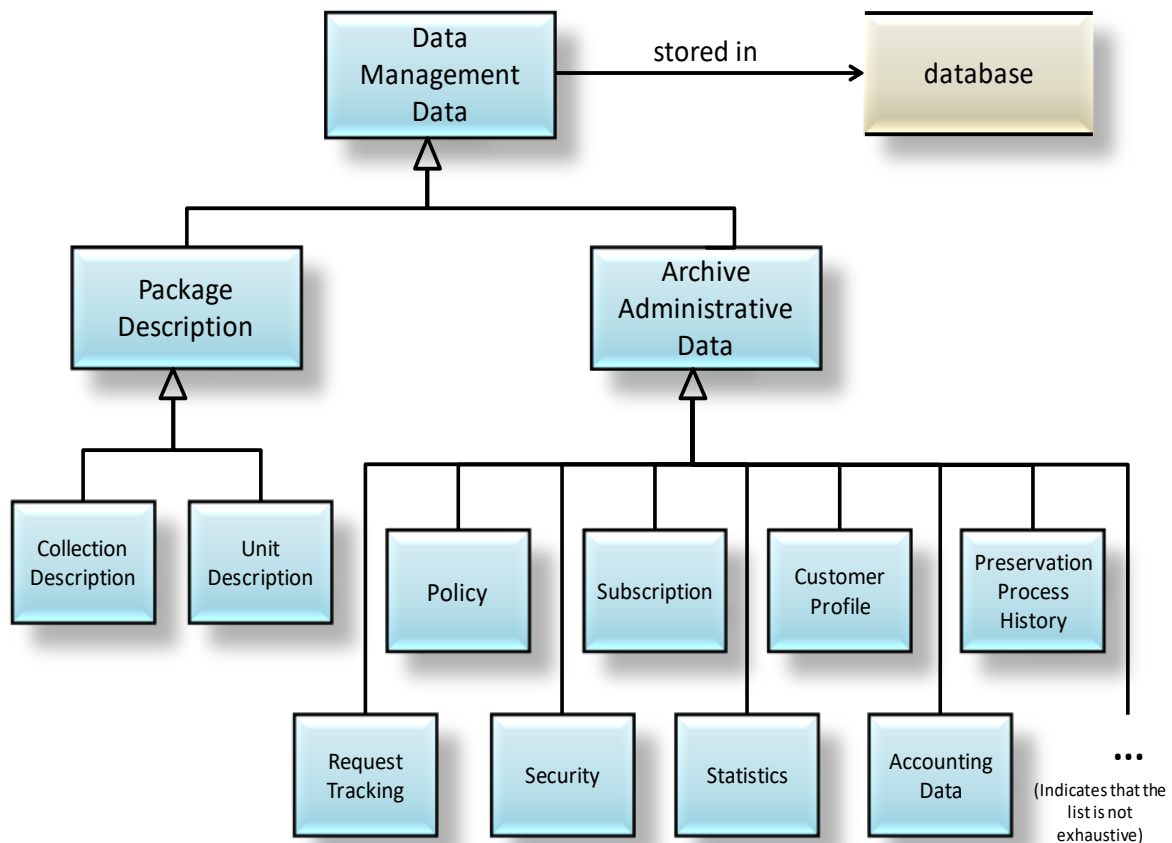 Data
Management
Data
stored in
database
Package
Description
Archive
Administrative
Data
Collection
Description
Unit
Description
Policy
Subscription
Customer
Profile
Preservation
Process
History
Request
Tracking
Security
Statistics
Accounting
Data
...
(Indicates that the
list is not
exhaustive)